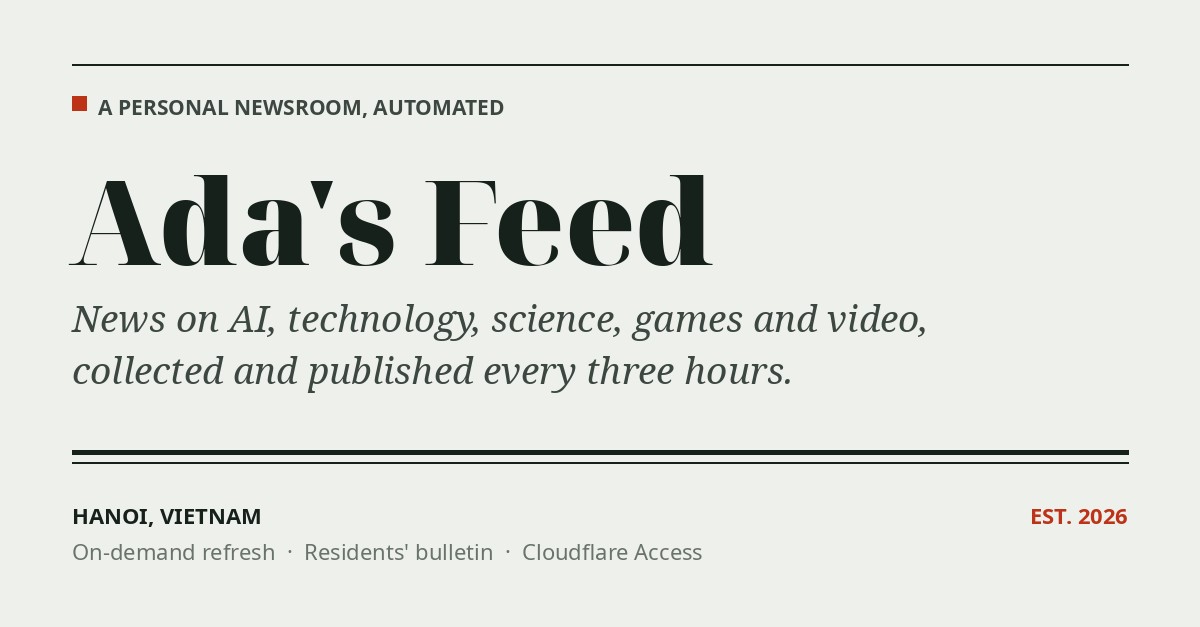 A PERSONAL NEWSROOM, AUTOMATED
Ada's Feed
News on AI, technology, science, games and video,
collected and published every three hours.
HANOI, VIETNAM
EST. 2026
On-demand refresh · Residents' bulletin · Cloudflare Access